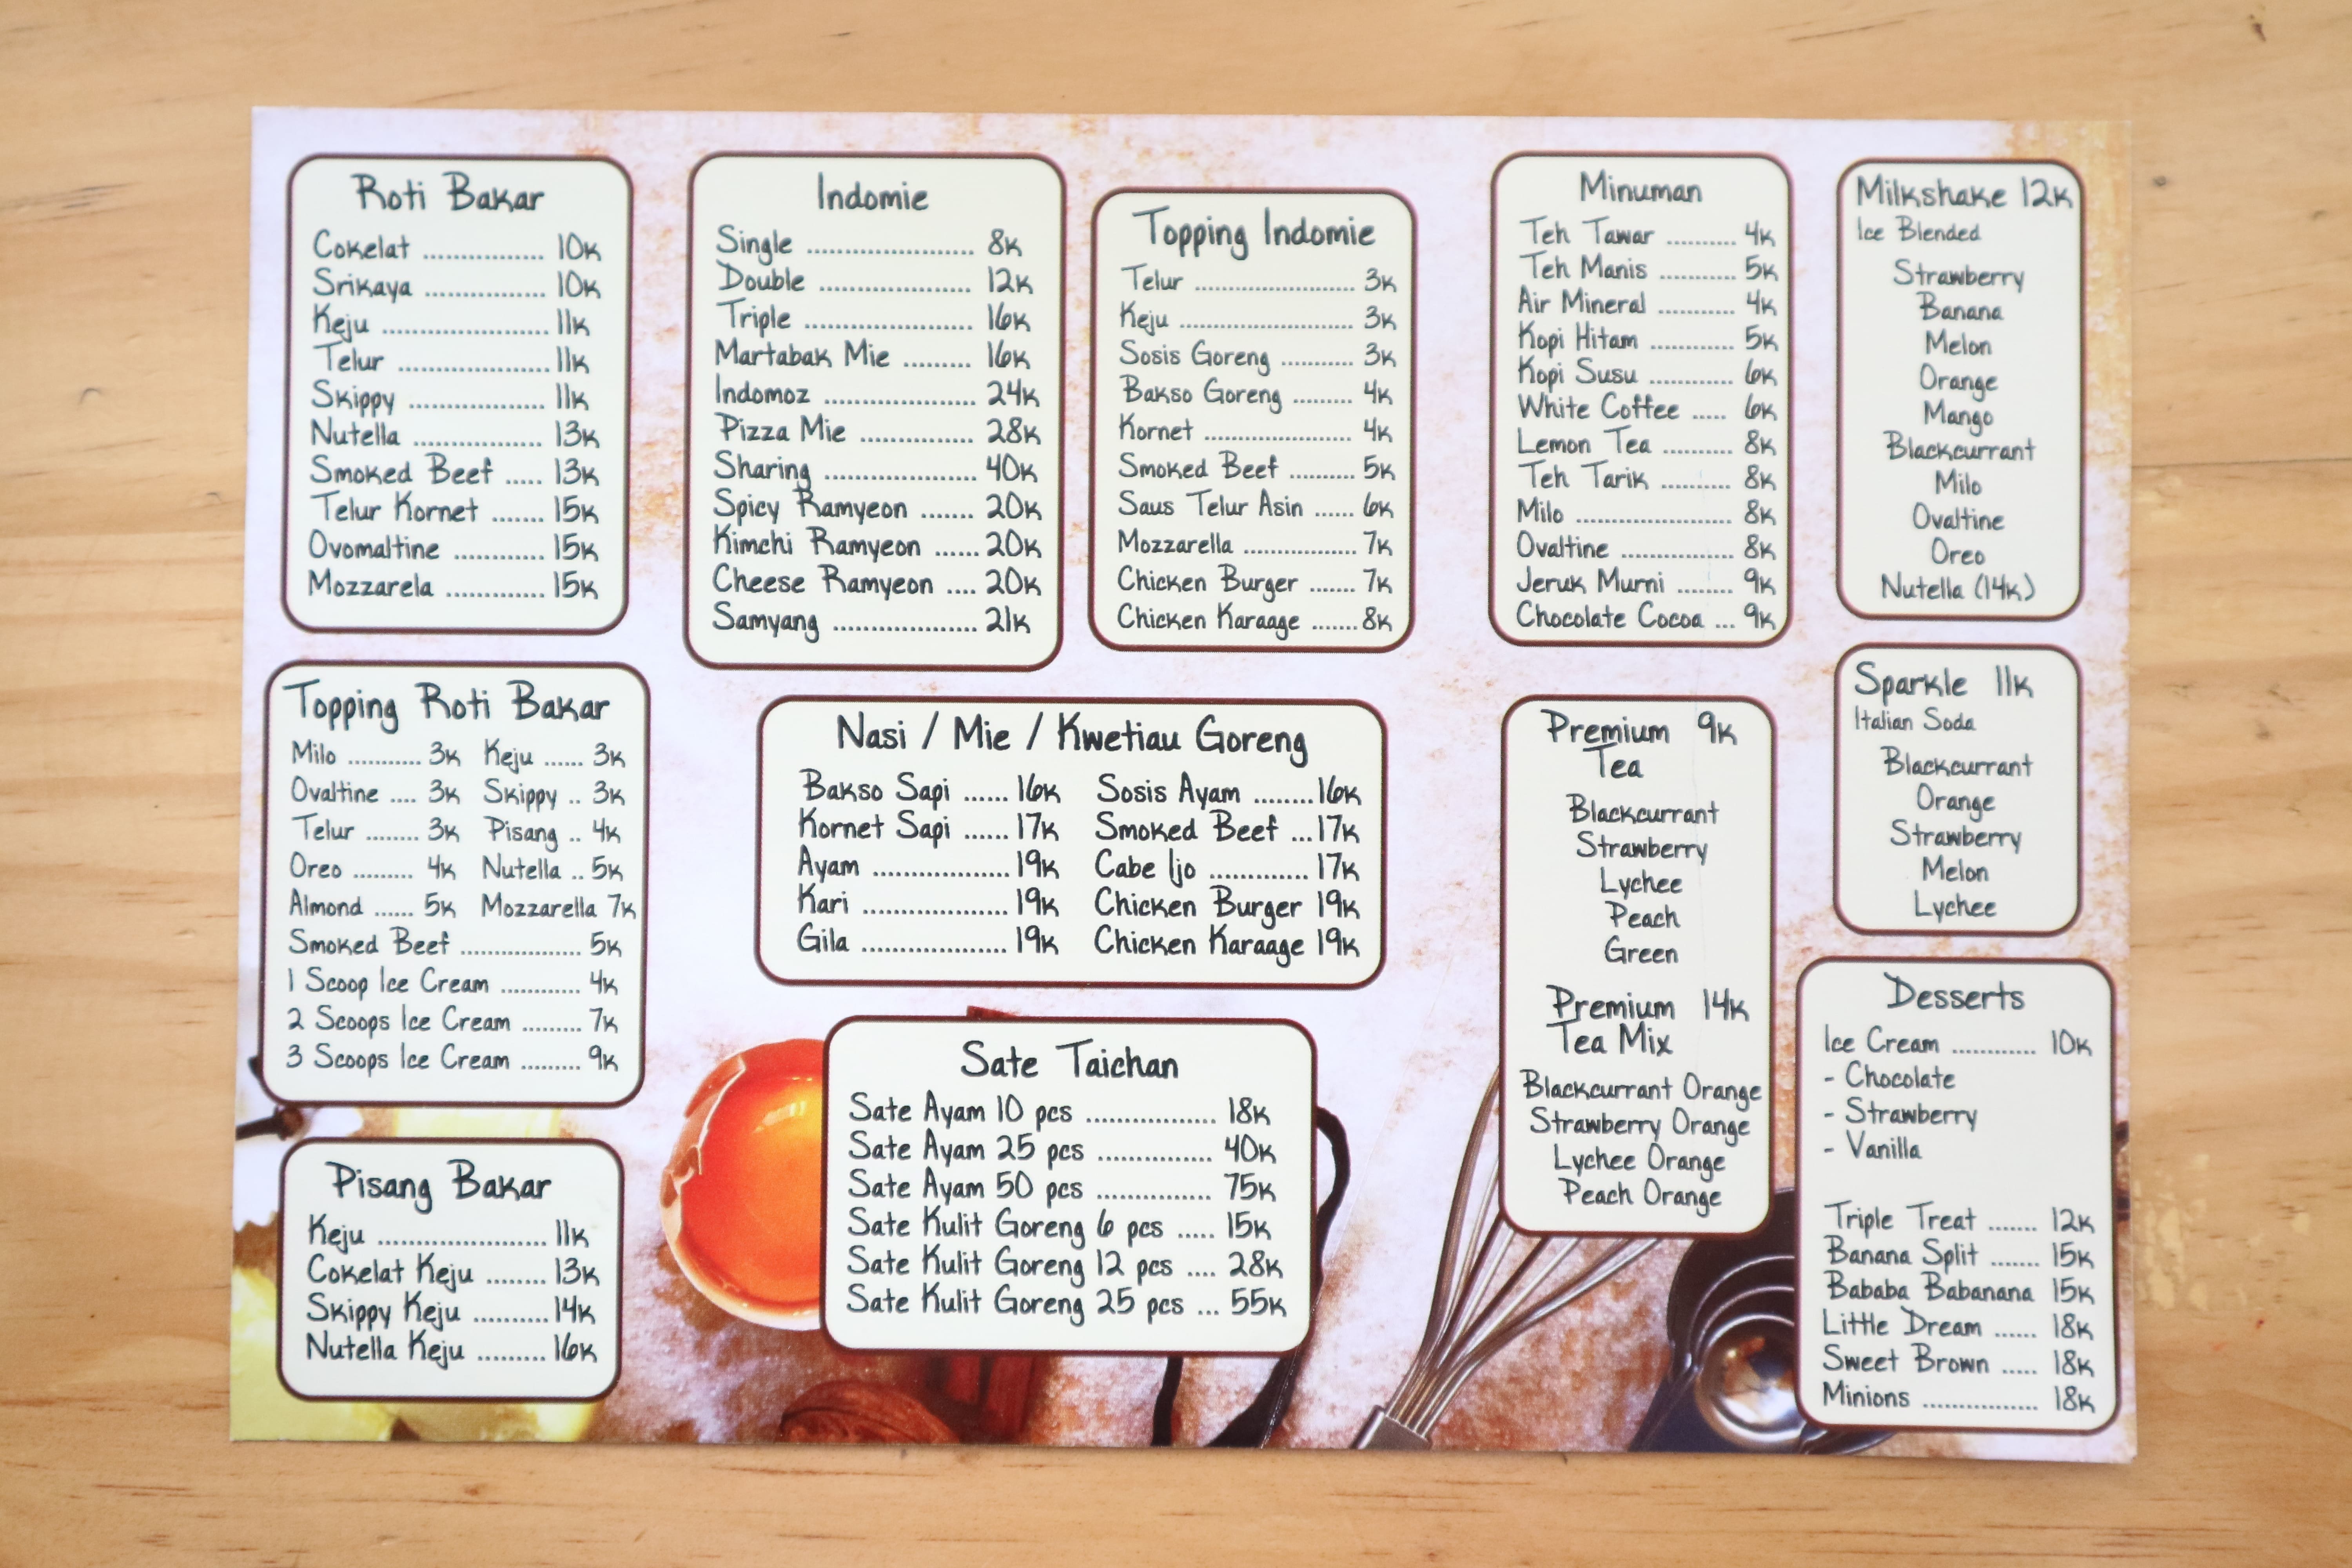 Roti Bakar
Cokelat ............... 10K
Srikaya ............... 10K
Keju ..................... 11K
Telur ................... 11K
Skippy ................. 11K
Nutella ................ 13K
Smoked Beef ..... 13K
Telur Kornet ....... 15K
Ovomaltine ........... 15K
Mozzarela ............ 15K
Topping Roti Bakar
Milo ........... 3K Keju ...... 3K
Ovaltine .... 3K Skippy .. 3K
Telur ........ 3K Pisang .. 4K
Oreo ......... 4K Nutella .. 5K
Almond ...... 5K Mozzarella 7K
Smoked Beef ...................... 5K
1 Scoop Ice Cream ............ 4K
2 Scoops Ice Cream ......... 7K
3 Scoops Ice Cream ......... 9K
Pisang Bakar
Keju ......................... 11K
Cokelat Keju ........ 13K
Skippy Keju .......... 14K
Nutella Keju ......... 16K
Indomie
Single ....................... 8K
Double ..................... 12K
Triple ....................... 16K
Martabak Mie ......... 16K
Indomoz .................... 24K
Pizza Mie ............... 28K
Sharing .................... 40K
Spicy Ramyeon ....... 20K
Kimchi Ramyeon ...... 20K
Cheese Ramyeon .... 20K
Samyang ................... 21K
Topping Indomie
Telur ...................... 3K
Keju ........................ 3K
Sosis Goreng .......... 3K
Bakso Goreng ........ 4K
Kornet .................... 4K
Smoked Beef .......... 5K
Saus Telur Asin ...... 6K
Mozzarella ................. 7K
Chicken Burger ....... 7K
Chicken Karaage ....... 8K
Nasi / Mie / Kwetiau Goreng
Bakso Sapi ...... 16K Sosis Ayam ........ 16K
Kornet Sapi ...... 17K Smoked Beef ... 17K
Ayam .................. 19K Cabe Ijo ............. 17K
Kari .................... 19K Chicken Burger 19K
Gila .................... 19K Chicken Karaage 19K
Sate Taichan
Sate Ayam 10 pcs ................ 18K
Sate Ayam 25 pcs .............. 40K
Sate Ayam 50 pcs .............. 75K
Sate Kulit Goreng 6 pcs ..... 15K
Sate Kulit Goreng 12 pcs .... 28K
Sate Kulit Goreng 25 pcs ... 55K
Minuman
Teh Tawar .......... 4K
Teh Manis ........... 5K
Air Mineral ........... 4K
Kopi Hitam ............ 5K
Kopi Susu ............ 6K
White Coffee ..... 6K
Lemon Tea .......... 8K
Teh Tarik .......... 8K
Milo ....................... 8K
Ovaltine ................ 8K
Jeruk Murni ........ 9K
Chocolate Cocoa ... 9K
Premium 9K
Tea
Blackcurrant
Strawberry
Lychee
Peach
Green
Premium 14K
Tea Mix
Blackcurrant Orange
Strawberry Orange
Lychee Orange
Peach Orange
Milkshake 12K
Ice Blended
Strawberry
Banana
Melon
Orange
Mango
Blackcurrant
Milo
Ovaltine
Oreo
Nutella (14K)
Sparkle 11K
Italian Soda
Blackcurrant
Orange
Strawberry
Melon
Lychee
Desserts
Ice Cream ............ 10K
- Chocolate
- Strawberry
- Vanilla
Triple Treat ....... 12K
Banana Split ....... 15K
Bababa Babanana 15K
Little Dream ...... 18K
Sweet Brown ..... 18K
Minions ................ 18K